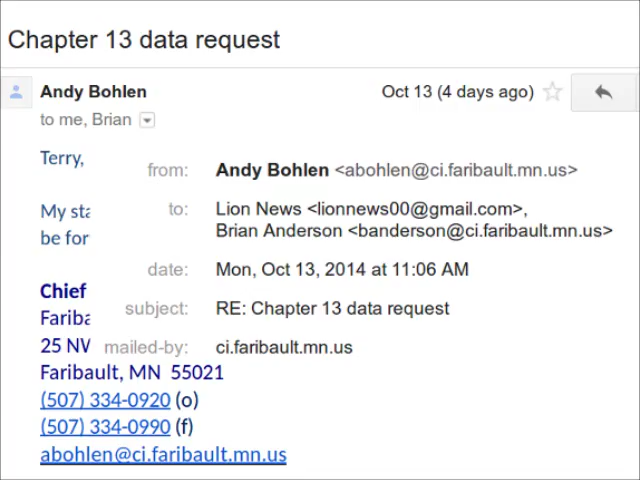 Chapter 13 data request
Andy Bohlen
Oct 13 (4 days ago)
to me, Brian
Terry,
from: Andy Bohlen <abohlen@ci.faribault.mn.us>
My
to: Lion News <lionnews00@gmail.com>,
Brian Anderson <banderson@ci.faribault.mn.us>
be for
date: Mon, Oct 13, 2014 at 11:06 AM
Chief
subject: RE: Chapter 13 data request
25
mailed-by: ci.faribault.mn.us
Faribault, MN 55021
(507) 334-0920 (o)
(507) 334-0990 (f)
abohlen@ci.faribault.mn.us